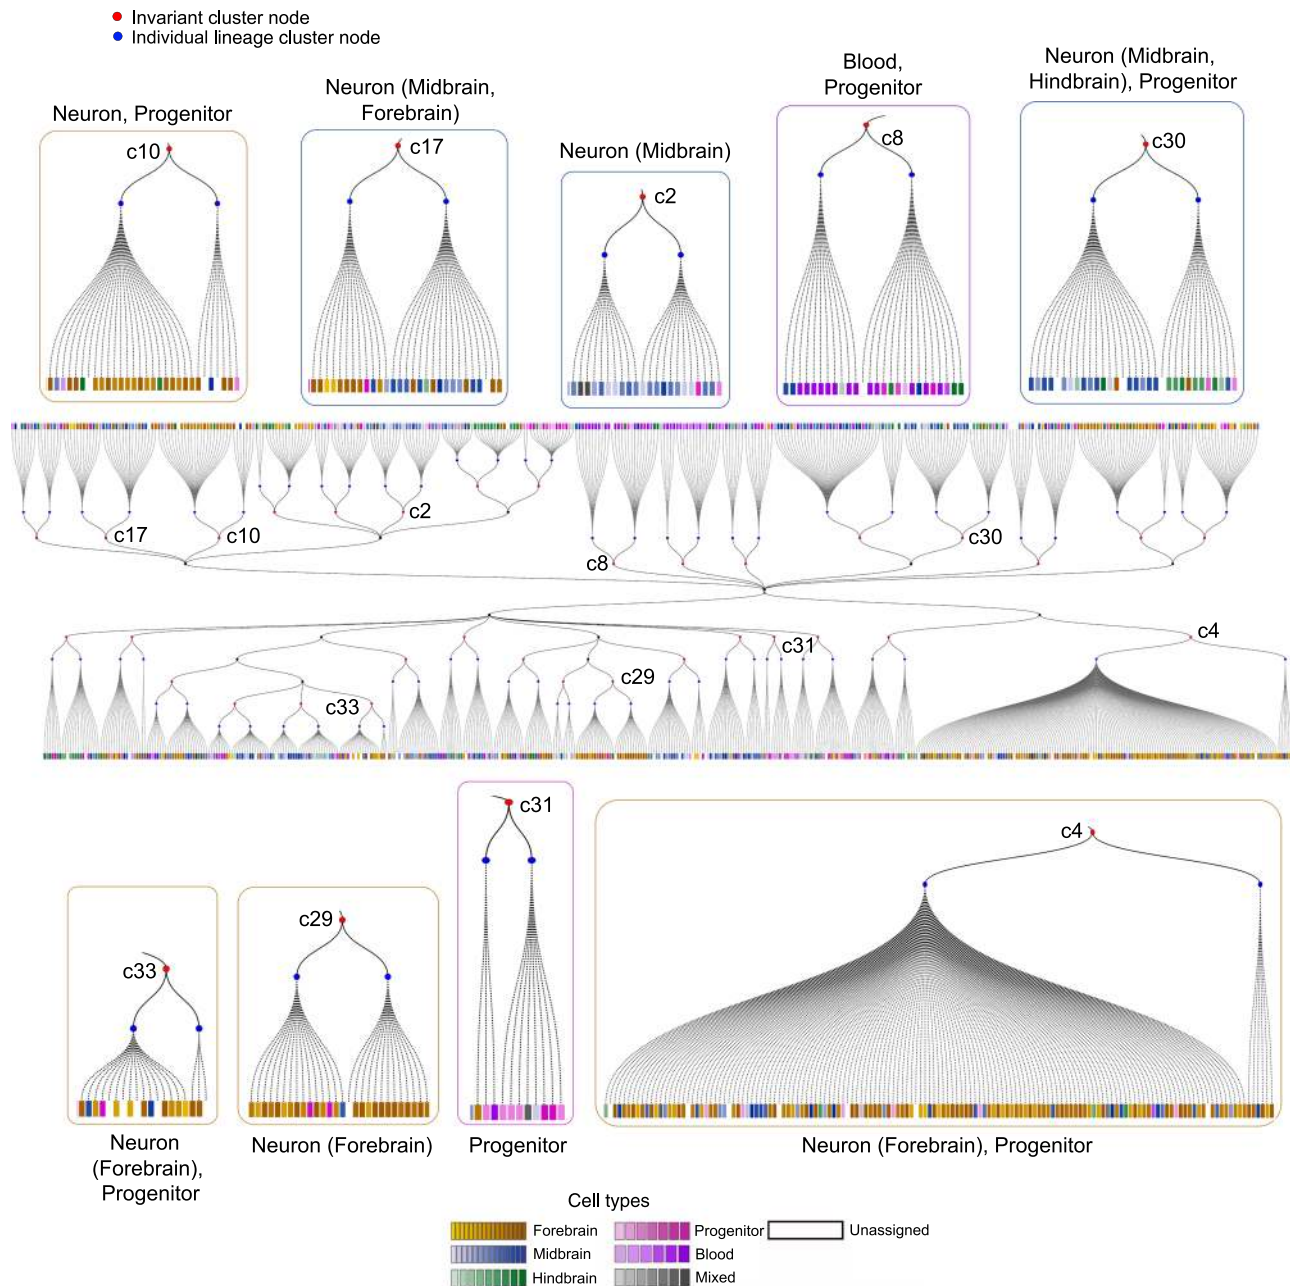 Invariant cluster node
Individual lineage cluster node
Neuron, Progenitor
Neuron (Midbrain,
Forebrain)
Neuron (Midbrain)
Blood,
Progenitor
Neuron (Midbrain,
Hindbrain), Progenitor
c10
c17
c2
c8
c30
c17
c10
c2
c8
c30
c4
c31
c29
c33
c31
c4
c29
c33
Neuron
(Forebrain),
Progenitor
Neuron (Forebrain)
Progenitor
Neuron (Forebrain), Progenitor
Cell types
Forebrain
Progenitor
Unassigned
Midbrain
Blood
Hindbrain
Mixed